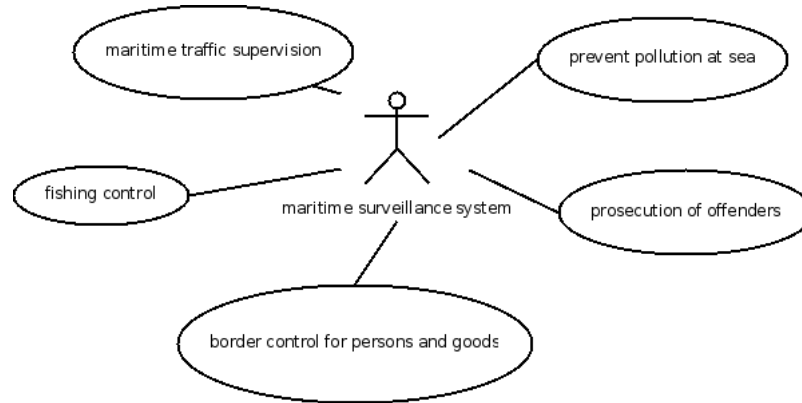 maritime traffic supervision
prevent pollution at sea
fishing control
maritime surveillance system
prosecution of offenders
border control for persons and goods